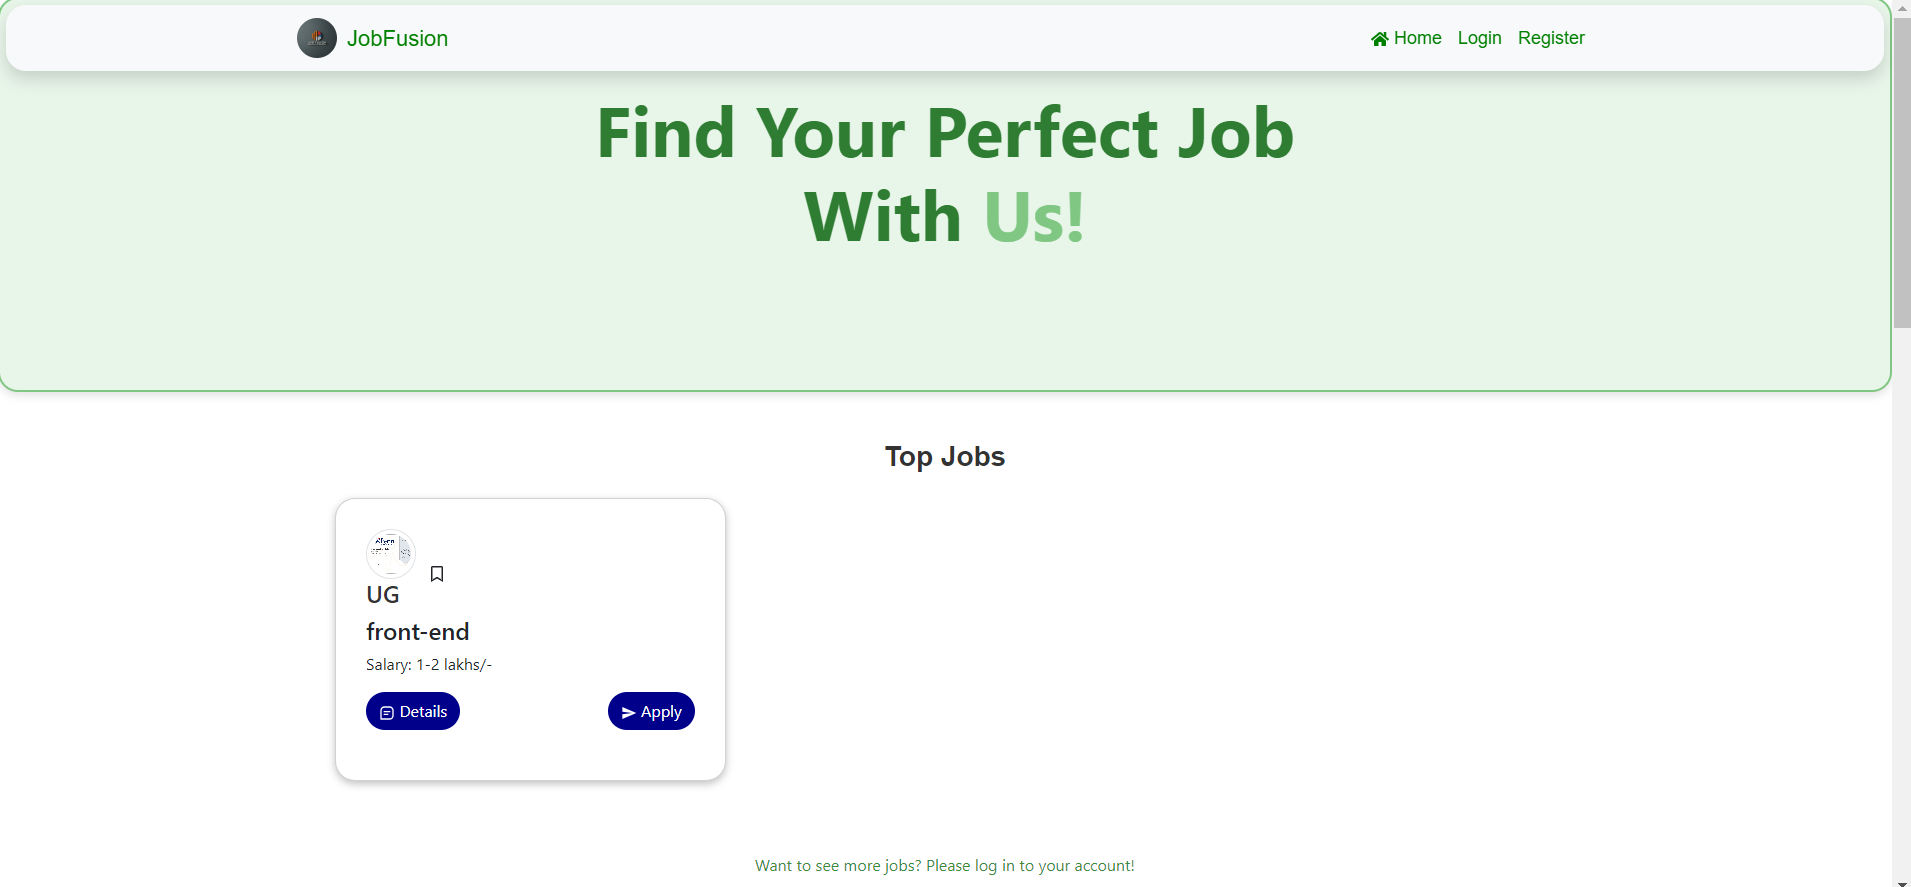 JobFusion
Home Login Register
Find Your Perfect Job
With Us!
Top Jobs
UG
front-end
Salary: 1-2 lakhs/-
Details
Apply
Want to see more jobs? Please log in to your account!